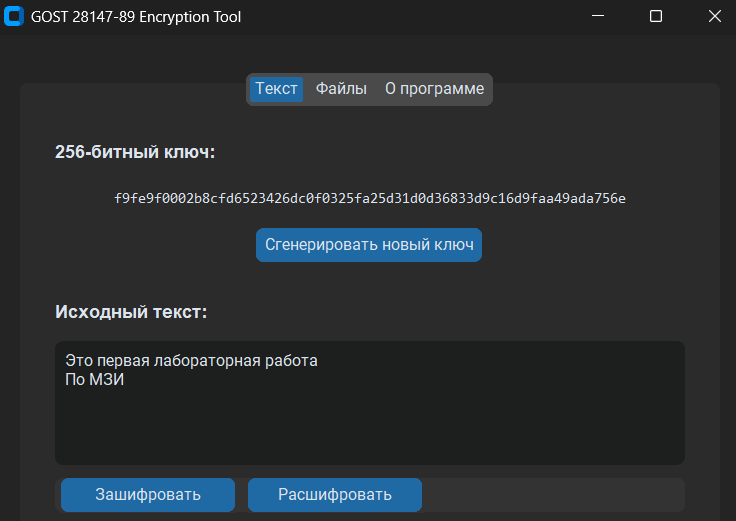 GOST 28147-89 Encryption Tool
Текст Файлы О программе
256-битный ключ:
f9fe9f0002b8cfd6523426dc0f0325fa25d31d0d36833d9c16d9faa49ada756e
Сгенерировать новый ключ
Исходный текст:
Это первая лабораторная работа
По МЗИ
Зашифровать Расшифровать